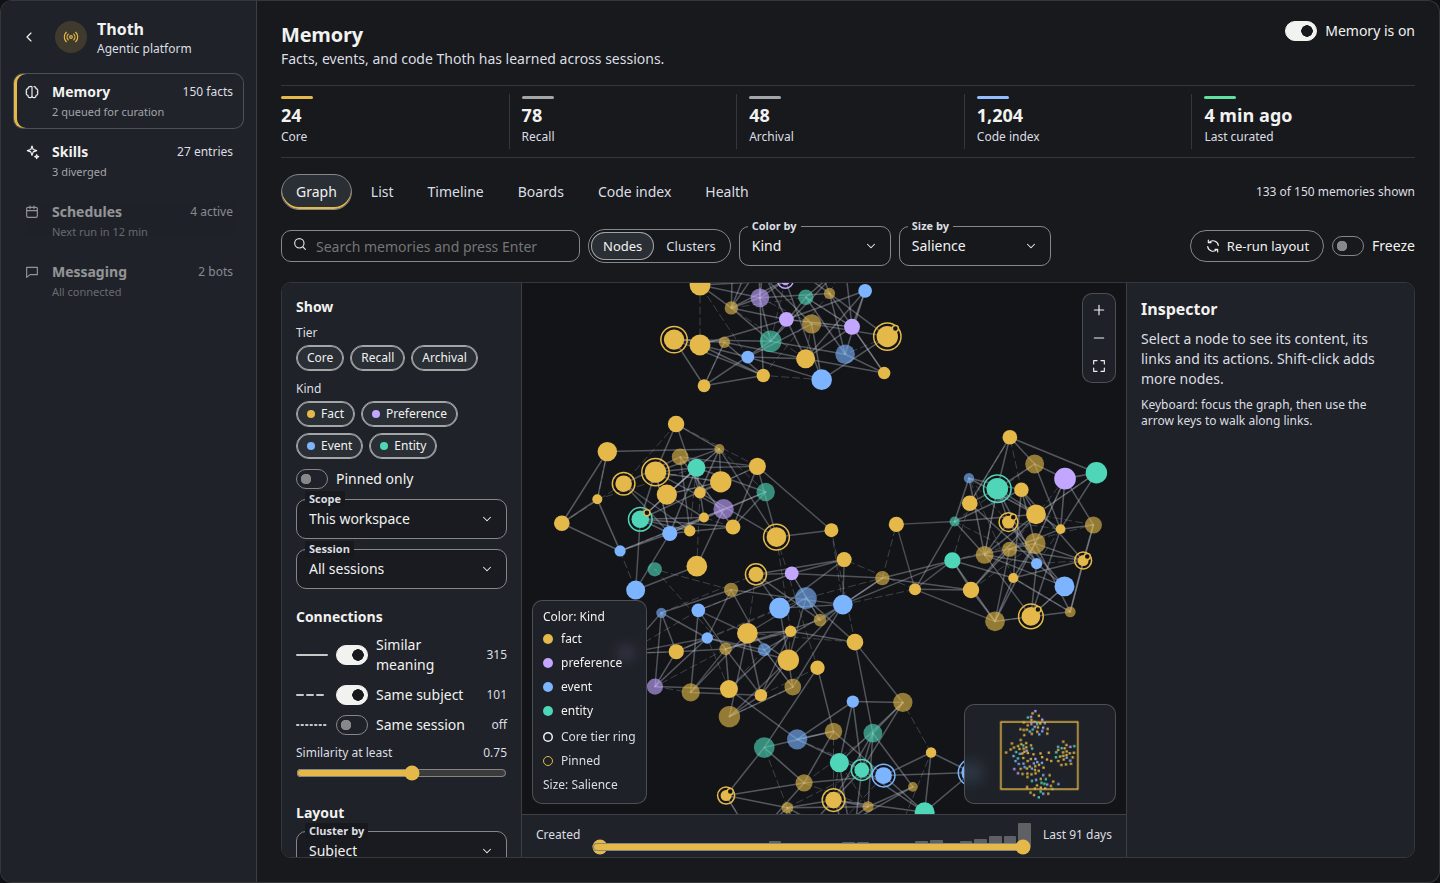 Thoth
Agentic platform
Memory
150 facts
2 queued for curation
Skills
27 entries
3 diverged
Schedules
4 active
Next run in 12 min
Messaging
2 bots
All connected
Memory
Memory is on
Facts, events, and code Thoth has learned across sessions.
24
Core
78
Recall
48
Archival
1,204
Code index
4 min ago
Last curated
Graph
List
Timeline
Boards
Code index
Health
133 of 150 memories shown
Search memories and press Enter
Nodes
Clusters
Color by
Kind
Size by
Salience
Re-run layout
Freeze
Show
Tier
Core
Recall
Archival
Kind
Fact
Preference
Event
Entity
Pinned only
Scope
This workspace
Session
All sessions
Connections
Similar
meaning
315
Same subject
101
Same session
off
Similarity at least
0.75
Layout
Cluster by
Subject
Color: Kind
fact
preference
event
entity
Core tier ring
Pinned
Size: Salience
Created
Last 91 days
Inspector
Select a node to see its content, its
links and its actions. Shift-click adds
more nodes.
Keyboard: focus the graph, then use the
arrow keys to walk along links.